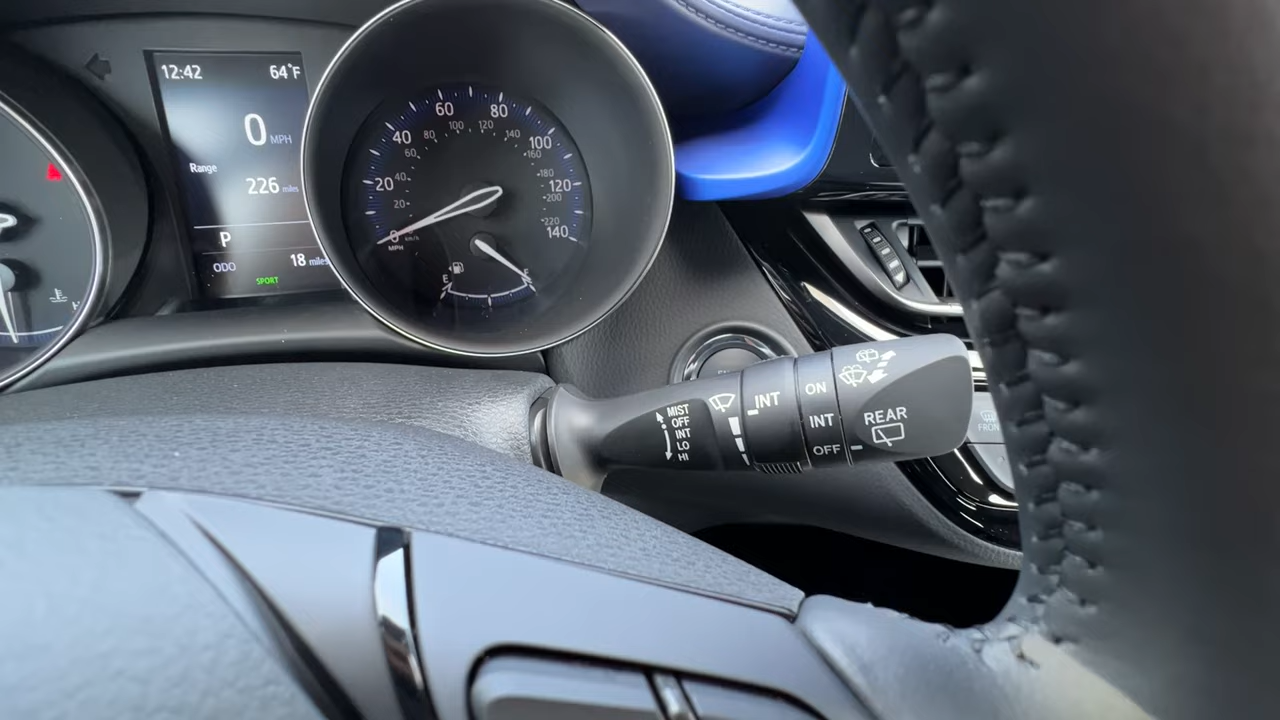 12:42 64°F
0 MPH
Range
226 miles
P
ODO 18 miles
SPORT
0 20 40 60 80 100 120 140
20 40 60 80 100 120 140 160 180 200 220
MPH km/h
E F
MIST
OFF
INT
LO
HI
INT
ON
INT
OFF
REAR
FRON